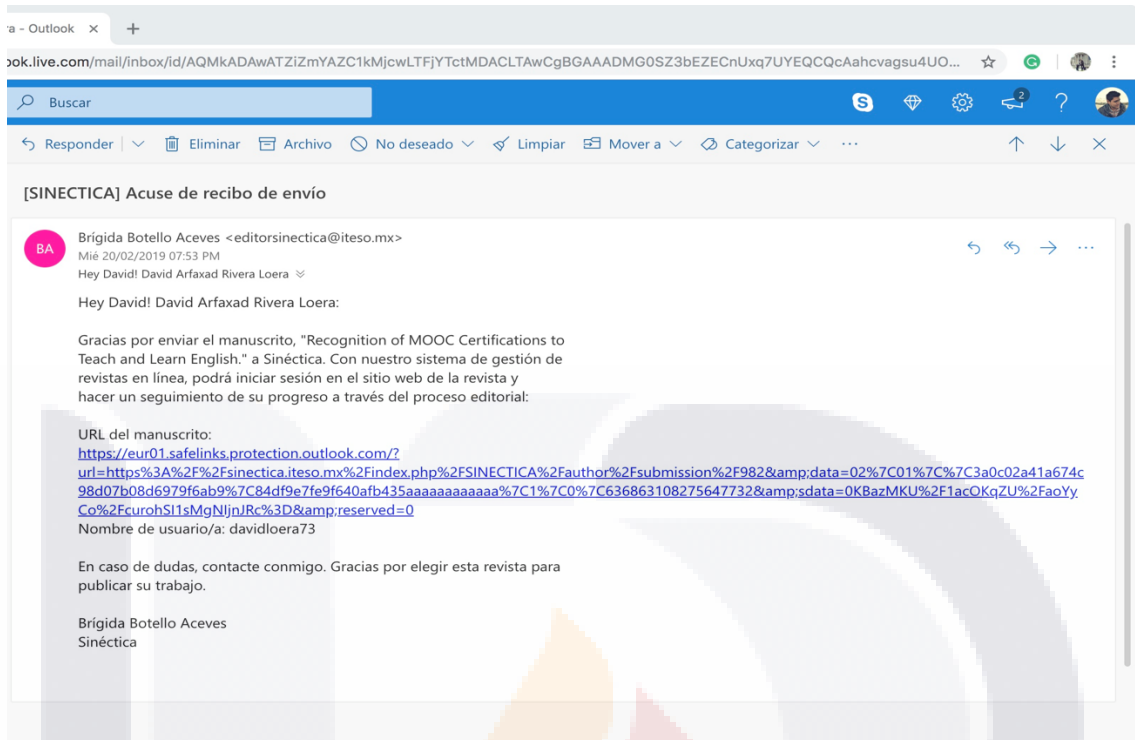 ra - Outlook
ook.live.com/mail/inbox/id/AQMkADAwATZiZmYAZC1kMjcwLTFjYTctMDACLTAwCgBGAAADMG0SZ3bEZECnUxq7UYEQCQcAahcvagsu4UO...
Buscar
2
Responder Eliminar Archivo No deseado Limpiar Mover a Categorizar ...
[SINECTICA] Acuse de recibo de envío
BA
Brígida Botello Aceves <editorsinectica@iteso.mx>
Mié 20/02/2019 07:53 PM
Hey David! David Arfaxad Rivera Loera
Hey David! David Arfaxad Rivera Loera:
Gracias por enviar el manuscrito, "Recognition of MOOC Certifications to
Teach and Learn English." a Sinéctica. Con nuestro sistema de gestión de
revistas en línea, podrá iniciar sesión en el sitio web de la revista y
hacer un seguimiento de su progreso a través del proceso editorial:
URL del manuscrito:
https://eur01.safelinks.protection.outlook.com/?
url=https%3A%2F%2Fsinectica.iteso.mx%2Findex.php%2FSINECTICA%2Fauthor%2Fsubmission%2F982&amp;data=02%7C01%7C%7C3a0c02a41a674c
98d07b08d6979f6ab9%7C84df9e7fe9f640afb435aaaaaaaaaaaa%7C1%7C0%7C636863108275647732&amp;sdata=0KBazMKU%2F1acOKqZU%2FaoYy
Co%2FcurohSI1sMgNIjnJRc%3D&amp;reserved=0
Nombre de usuario/a: davidloera73
En caso de dudas, contacte conmigo. Gracias por elegir esta revista para
publicar su trabajo.
Brígida Botello Aceves
Sinéctica